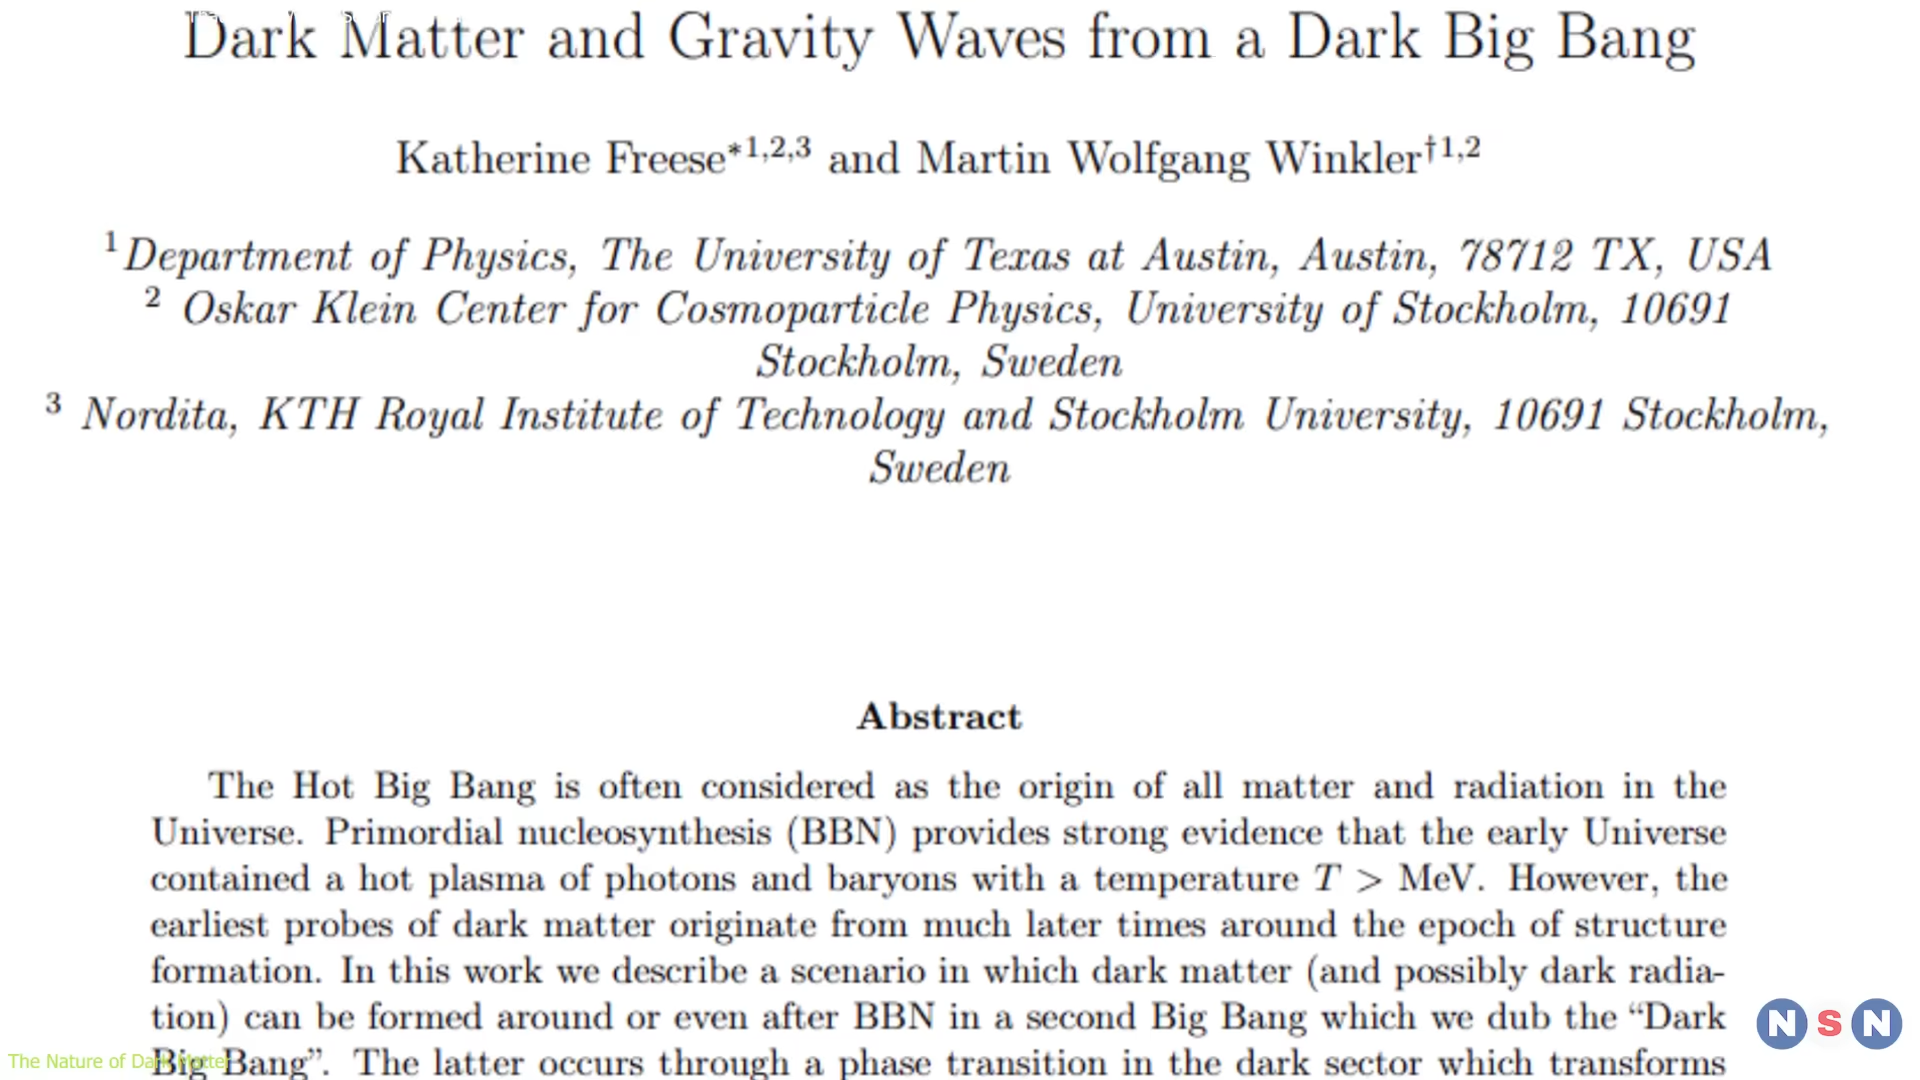 Dark Matter and Gravity Waves from a Dark Big Bang
Katherine Freese*1,2,3 and Martin Wolfgang Winkler†1,2
1 Department of Physics, The University of Texas at Austin, Austin, 78712 TX, USA
2 Oskar Klein Center for Cosmoparticle Physics, University of Stockholm, 10691
Stockholm, Sweden
3 Nordita, KTH Royal Institute of Technology and Stockholm University, 10691 Stockholm,
Sweden
Abstract
The Hot Big Bang is often considered as the origin of all matter and radiation in the
Universe. Primordial nucleosynthesis (BBN) provides strong evidence that the early Universe
contained a hot plasma of photons and baryons with a temperature T > MeV. However, the
earliest probes of dark matter originate from much later times around the epoch of structure
formation. In this work we describe a scenario in which dark matter (and possibly dark radia-
tion) can be formed around or even after BBN in a second Big Bang which we dub the “Dark
Big Bang”. The latter occurs through a phase transition in the dark sector which transforms
The Nature of Dark Matter
N S N